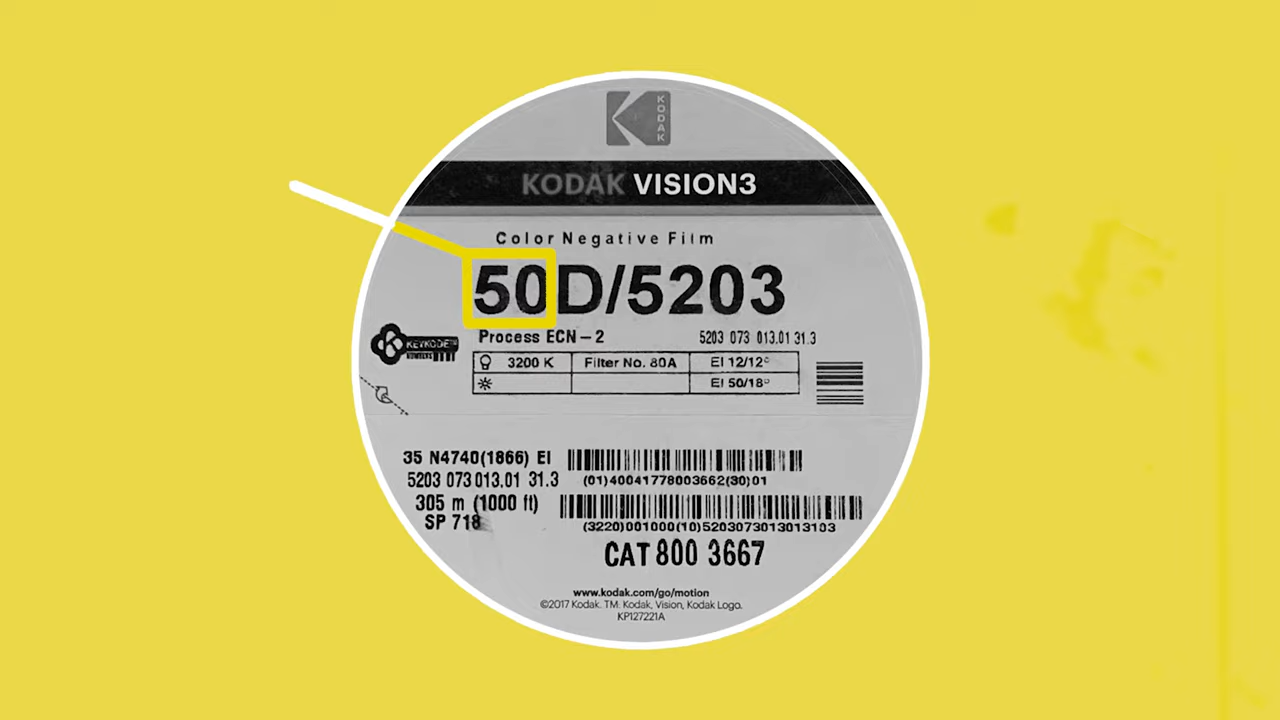 KODAK
KODAK VISION3
Color Negative Film
50D/5203
Process ECN – 2 5203 073 013.01 31.3
KEYKODE™
NUMBERS
3200 K Filter No. 80A EI 12/12°
EI 50/18°
35 N4740(1866) EI
5203 073 013.01 31.3
(01)40041778003662(30)01
305 m (1000 ft)
SP 718
(3220)001000(10)5203073013013103
CAT 800 3667
www.kodak.com/go/motion
©2017 Kodak. TM. Kodak, Vision, Kodak Logo.
KP127221A